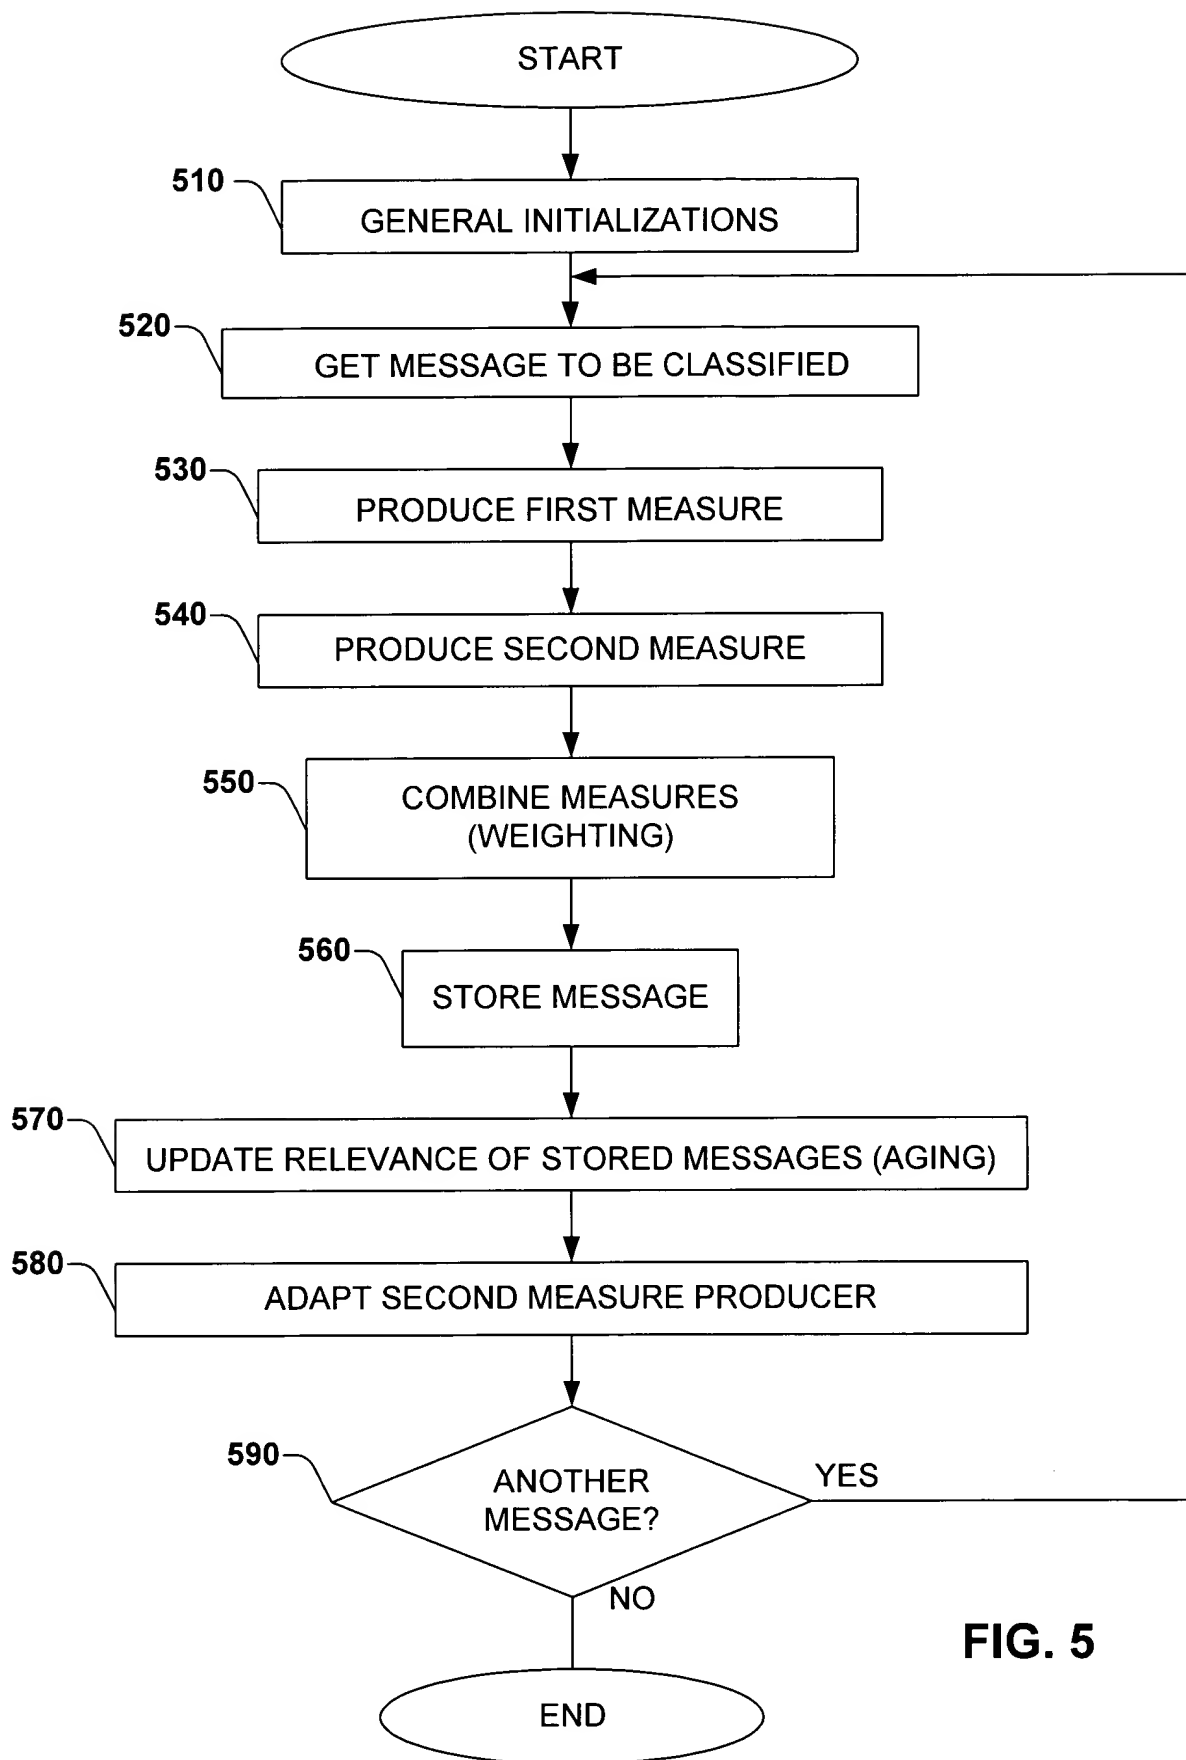 START
510
GENERAL INITIALIZATIONS
520
GET MESSAGE TO BE CLASSIFIED
530
PRODUCE FIRST MEASURE
540
PRODUCE SECOND MEASURE
550
COMBINE MEASURES
(WEIGHTING)
560
STORE MESSAGE
570
UPDATE RELEVANCE OF STORED MESSAGES (AGING)
580
ADAPT SECOND MEASURE PRODUCER
590
ANOTHER
MESSAGE?
YES
NO
FIG. 5
END